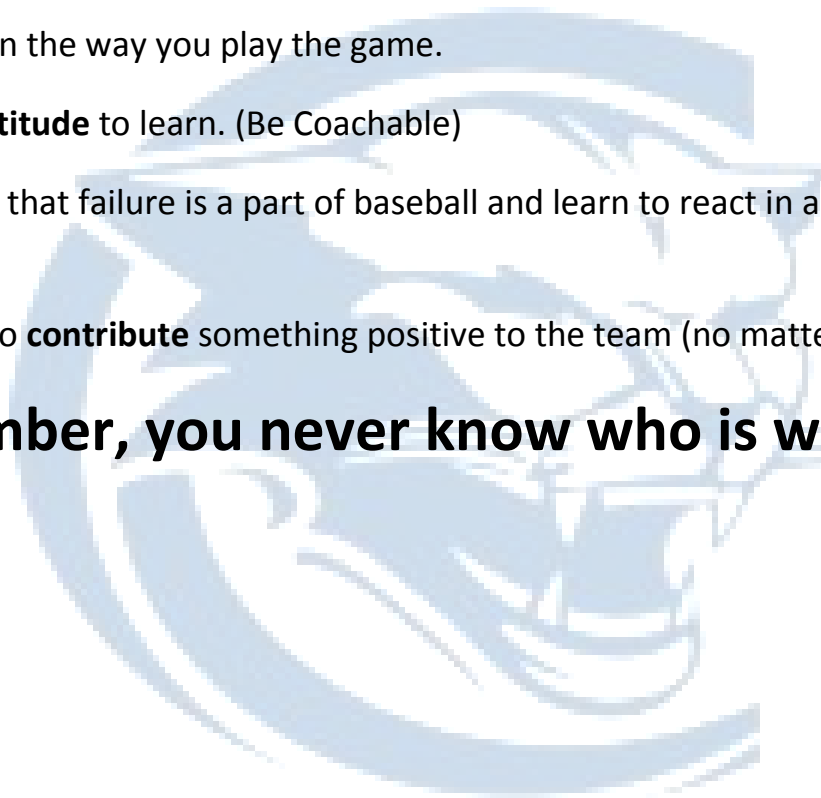 n the way you play the game.
titude to learn. (Be Coachable)
that failure is a part of baseball and learn to react in a
o contribute something positive to the team (no matte
mber, you never know who is w